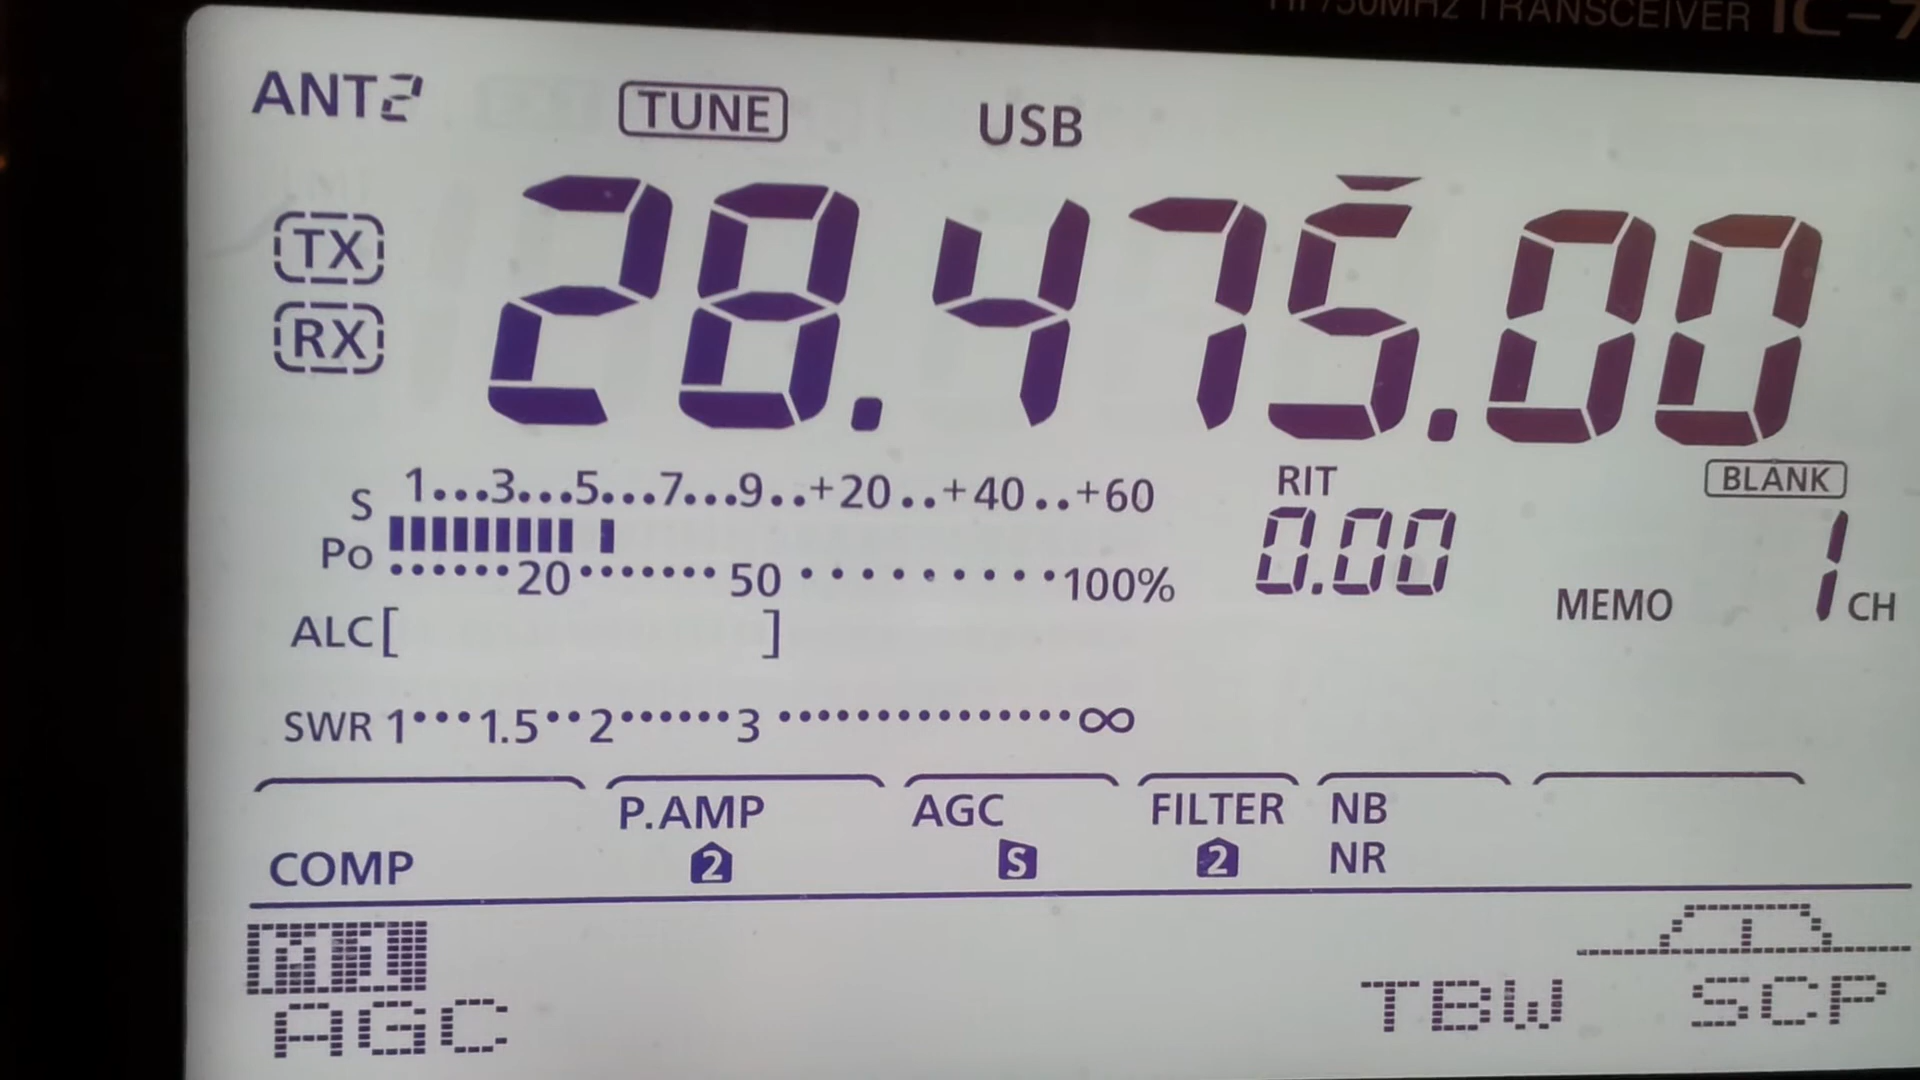 HF/50MHz TRANSCEIVER IC-7
ANT2 TUNE USB
TX
RX
28.475.00
S 1...3...5...7...9..+20..+40..+60
Po ......20.......50.........100%
RIT
0.00
BLANK
MEMO 1 CH
ALC[ ]
SWR 1...1.5..2......3...............∞
P.AMP AGC FILTER NB
COMP 2 S 2 NR
M1
AGC TBW SCP